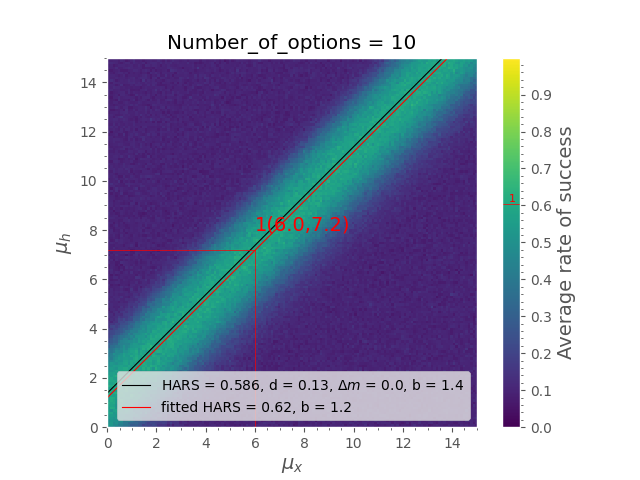 Number_of_options = 10
14
12
10
8
6
4
2
0
μh
1(6.0,7.2)
HARS = 0.586, d = 0.13, Δm = 0.0, b = 1.4
fitted HARS = 0.62, b = 1.2
0 2 4 6 8 10 12 14
μx
0.9
0.8
0.7
1
0.6
0.5
0.4
0.3
0.2
0.1
0.0
Average rate of success